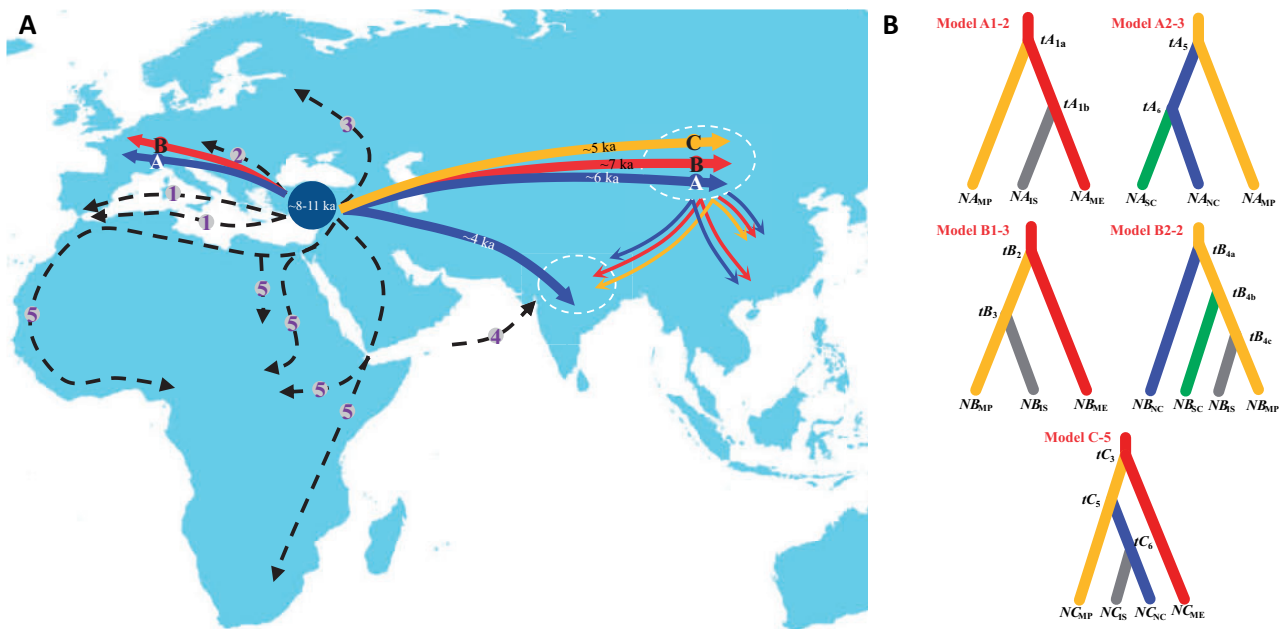 A
B
C
B
A
~5 ka
~7 ka
~6 ka
~4 ka
~8-11 ka
B
A
1
1
2
3
4
5
5
5
5
5
Model A1-2
tA1a
tA1b
NAMP
NAIS
NAME
Model A2-3
tA5
tA6
NASC
NANC
NAMP
Model B1-3
tB2
tB3
NBMP
NBIS
NBME
Model B2-2
tB4a
tB4b
tB4c
NBNC
NBSC
NBIS
NBMP
Model C-5
tC3
tC5
tC6
NCMP
NCIS
NCNC
NCME